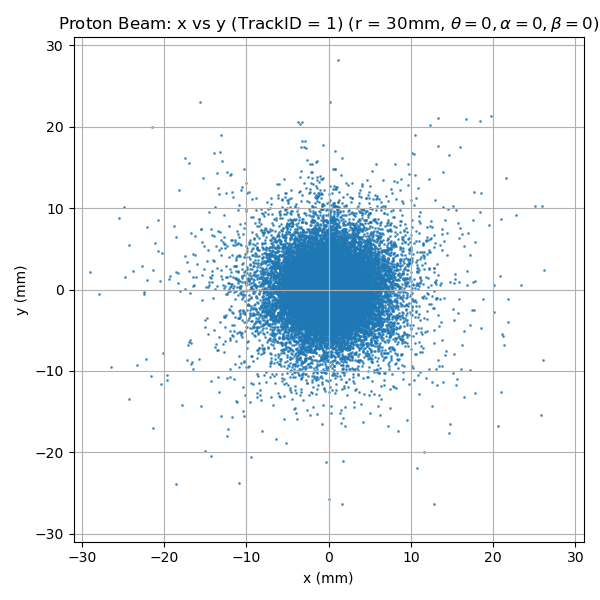 Proton Beam: x vs y (TrackID = 1) (r = 30mm, θ = 0, α = 0, β = 0)
30
20
10
0
−10
−20
−30
y (mm)
−30 −20 −10 0 10 20 30
x (mm)